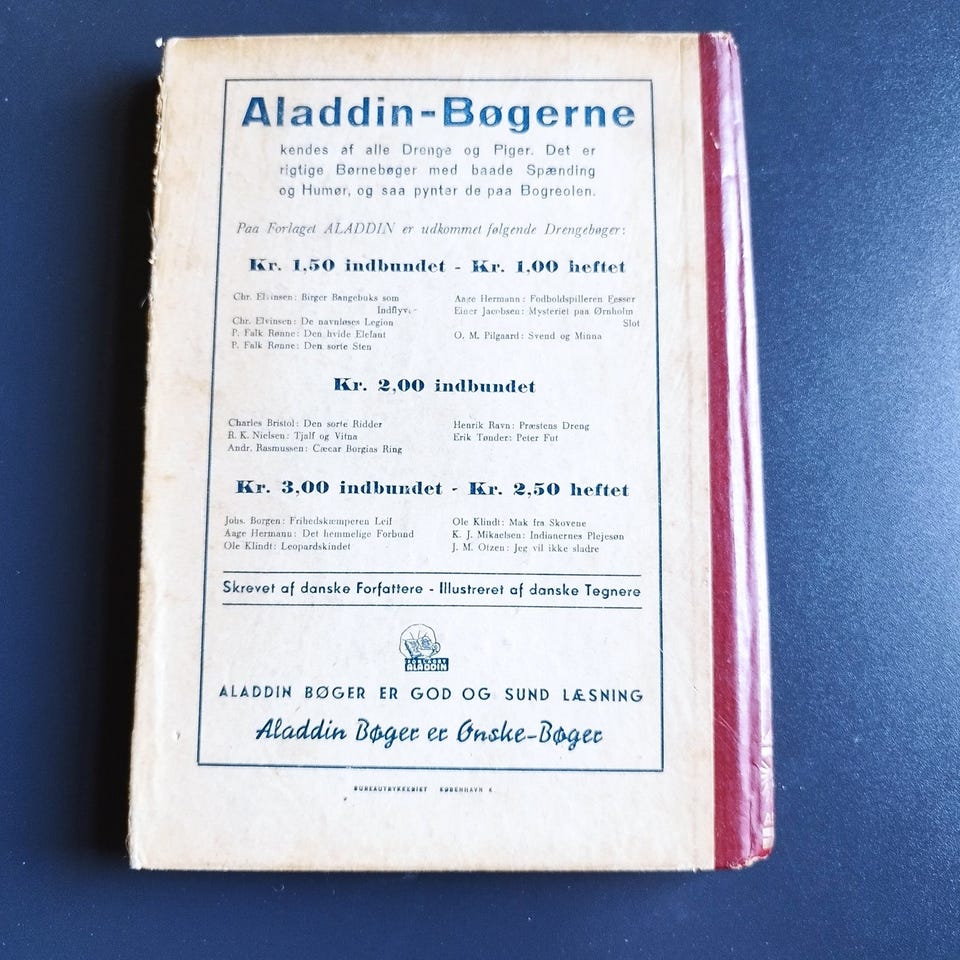 Aladdin-Bøgerne
kendes af alle Drenge og Piger. Det er
rigtige Børnebøger med baade Spænding
og Humør, og saa pynter de paa Bogreolen.
Paa Forlaget ALADDIN er udkommet følgende Drengebøger:
Kr. 1,50 indbundet - Kr. 1,00 heftet
Chr. Elvinsen: Birger Bangebuks som
Chr. Elvinsen: De navnløses Legion
P. Falk Rønne: Den hvide Elefant
P. Falk Rønne: Den sorte Sten
Aage Hermann: Fodboldspilleren Fesser
Einer Jacobsen: Mysteriet paa Ørnholm
Slot
O. M. Pilgaard: Svend og Minna
Kr. 2,00 indbundet
Charles Bristol: Den sorte Ridder
R. K. Nielsen: Tjalf og Vitna
Andr. Rasmussen: Cæcar Borgias Ring
Henrik Ravn: Præstens Dreng
Erik Tønder: Peter Fut
Kr. 3,00 indbundet - Kr. 2,50 heftet
Johs. Borgen: Frihedskæmperen Leif
Aage Hermann: Det hemmelige Forbund
Ole Klindt: Leopardskindet
Ole Klindt: Mak fra Skovene
K. J. Mikaelsen: Indianernes Plejesøn
J. M. Otzen: Jeg vil ikke sladre
Skrevet af danske Forfattere - Illustreret af danske Tegnere
FORLAGET
ALADDIN
ALADDIN BØGER ER GOD OG SUND LÆSNING
Aladdin Bøger er Ønske-Bøger
KØBENHAVN K